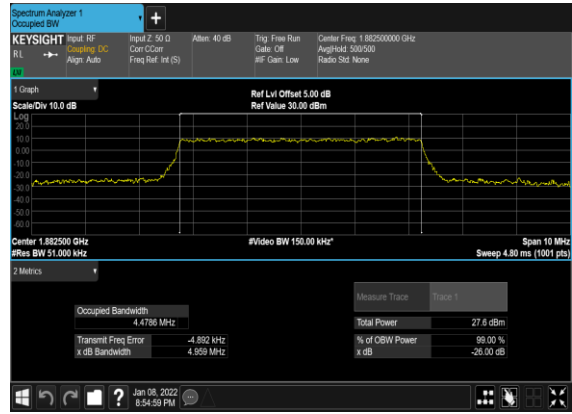 Spectrum Analyzer 1
Occupied BW
+
KEYSIGHT Input: RF Input Z: 50 Ω Atten: 40 dB Trig: Free Run Center Freq: 1.882500000 GHz
RL Coupling: DC Corr CCorr Gate: Off Avg|Hold: 500/500
Align: Auto Freq Ref: Int (S) #IF Gain: Low Radio Std: None
LW
1 Graph
Ref Lvl Offset 5.00 dB
Scale/Div 10.0 dB Ref Value 30.00 dBm
Log
20.0
10.0
0.00
-10.0
-20.0
-30.0
-40.0
-50.0
-60.0
Center 1.882500 GHz #Video BW 150.00 kHz* Span 10 MHz
#Res BW 51.000 kHz Sweep 4.80 ms (1001 pts)
2 Metrics
Measure Trace Trace 1
Occupied Bandwidth
4.4786 MHz Total Power 27.6 dBm
Transmit Freq Error -4.892 kHz % of OBW Power 99.00 %
x dB Bandwidth 4.959 MHz x dB -26.00 dB
? Jan 08, 2022
8:54:59 PM